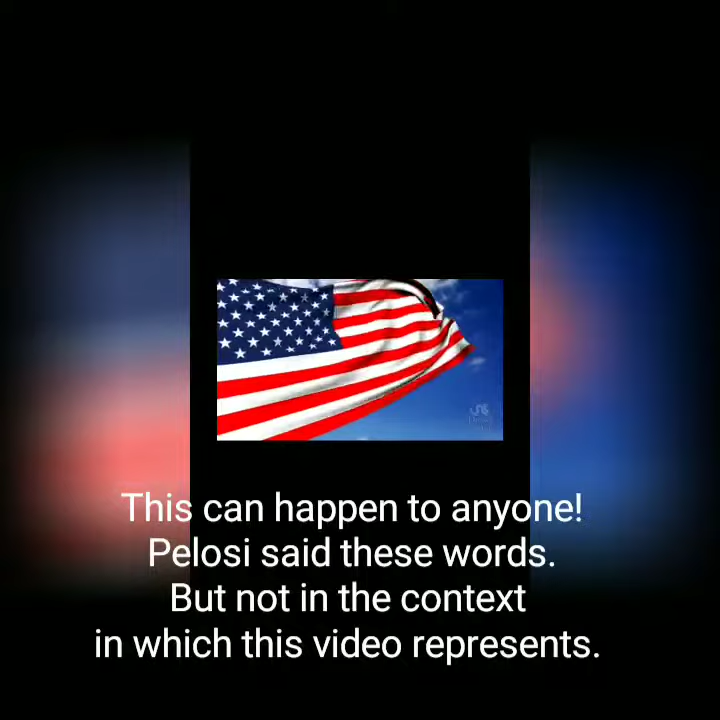 This can happen to anyone!
Pelosi said these words.
But not in the context
in which this video represents.